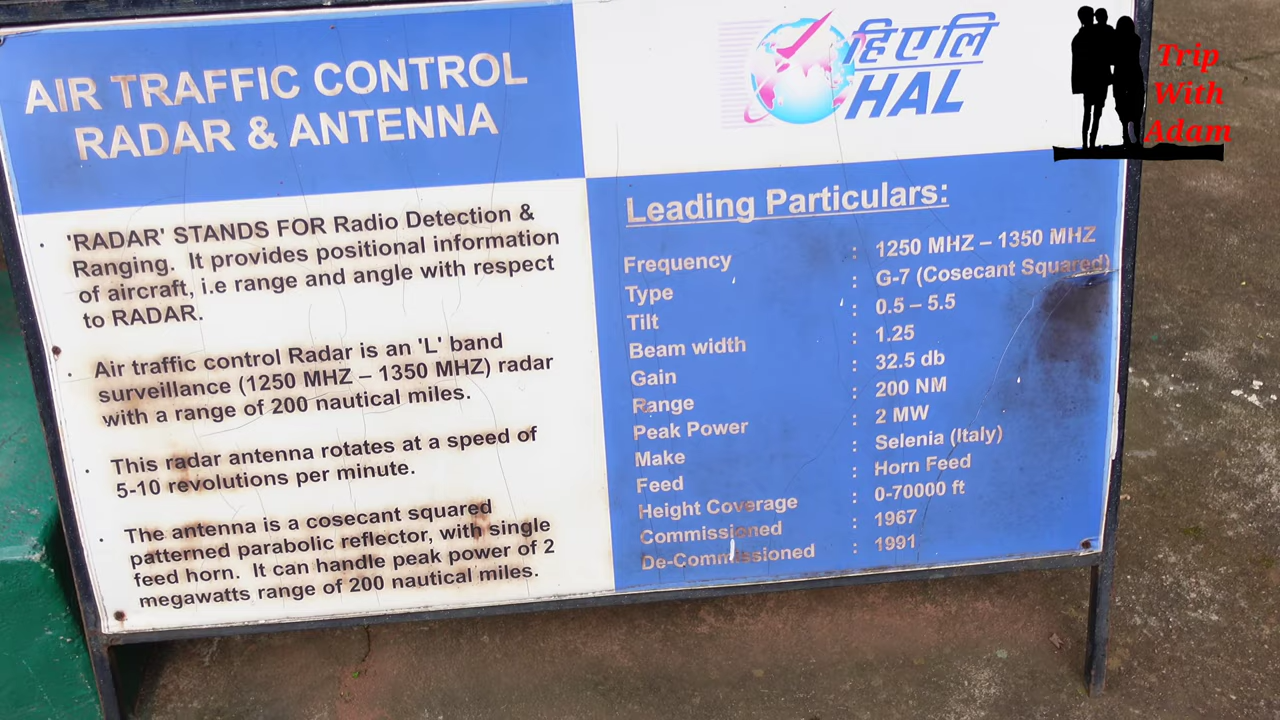 AIR TRAFFIC CONTROL
RADAR & ANTENNA
हिएलि
HAL
Trip
With
Adam
'RADAR' STANDS FOR Radio Detection &
Ranging. It provides positional information
of aircraft, i.e range and angle with respect
to RADAR.
Air traffic control Radar is an 'L' band
surveillance (1250 MHZ – 1350 MHZ) radar
with a range of 200 nautical miles.
This radar antenna rotates at a speed of
5-10 revolutions per minute.
The antenna is a cosecant squared
patterned parabolic reflector, with single
feed horn. It can handle peak power of 2
megawatts range of 200 nautical miles.
Leading Particulars:
Frequency : 1250 MHZ – 1350 MHZ
Type : G-7 (Cosecant Squared)
Tilt : 0.5 – 5.5
Beam width : 1.25
Gain : 32.5 db
Range : 200 NM
Peak Power : 2 MW
Make : Selenia (Italy)
Feed : Horn Feed
Height Coverage : 0-70000 ft
Commissioned : 1967
De-Commissioned : 1991